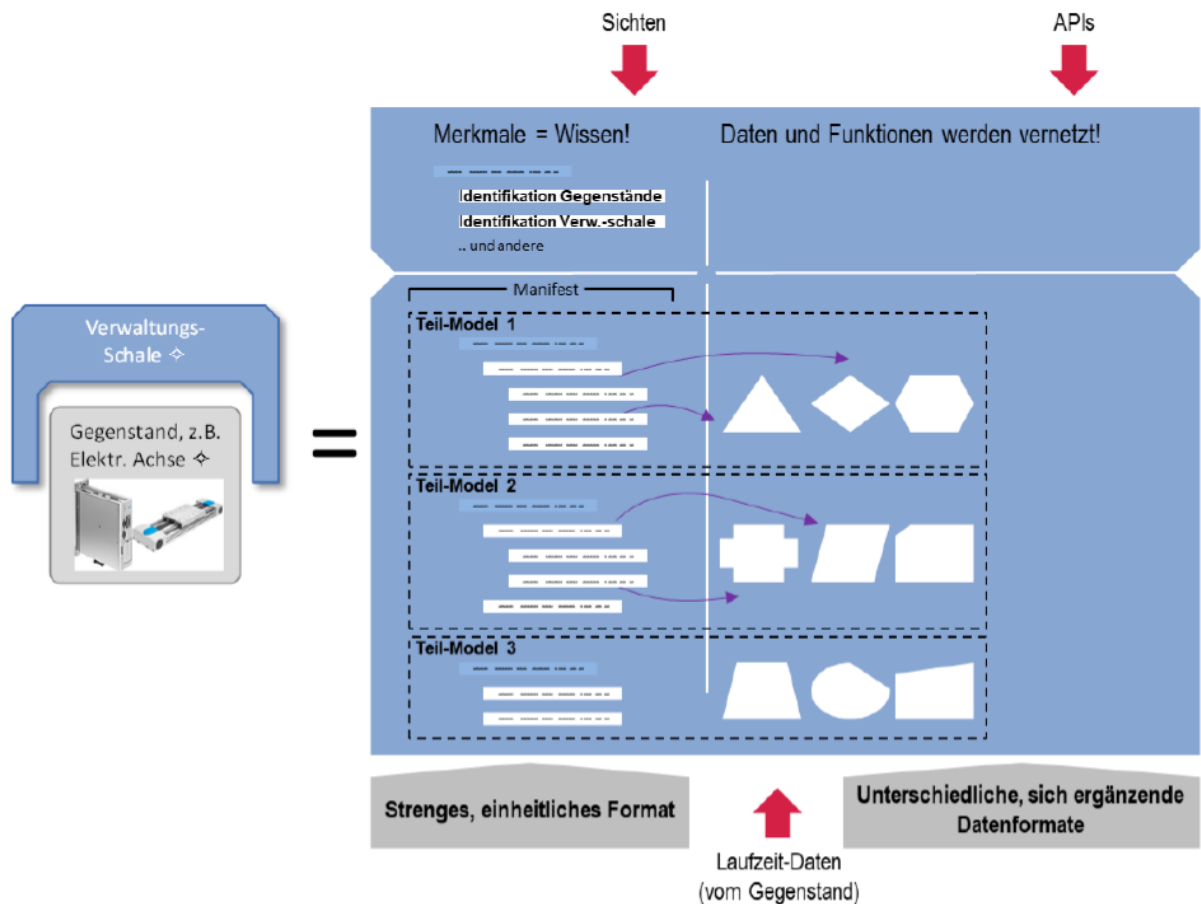 Sichten
APIs
Merkmale = Wissen!
Daten und Funktionen werden vernetzt!
Identifikation Gegenstände
Identifikation Verw.-schale
.. und andere
Manifest
Teil-Model 1
Verwaltungs-
Schale ✧
Gegenstand, z.B.
Elektr. Achse ✧
=
Teil-Model 2
Teil-Model 3
Strenges, einheitliches Format
Unterschiedliche, sich ergänzende
Datenformate
Laufzeit-Daten
(vom Gegenstand)